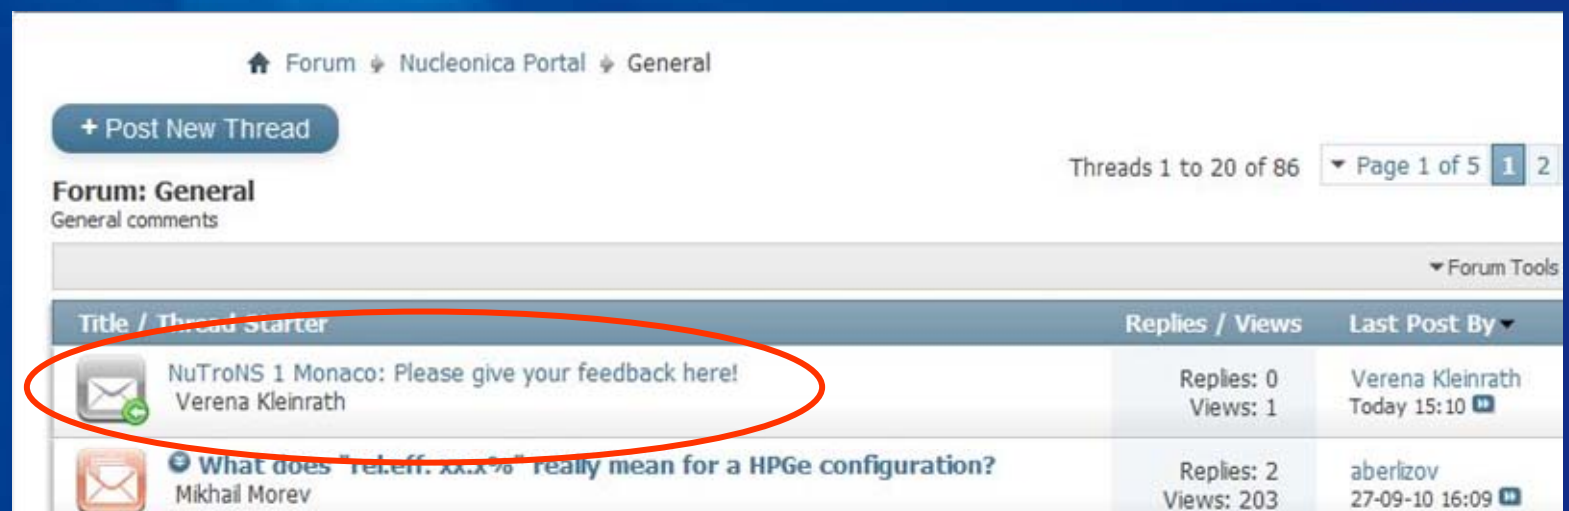 Forum Nucleonica Portal General
+ Post New Thread
Threads 1 to 20 of 86 Page 1 of 5 1 2
Forum: General
General comments
Forum Tools
Title / Thread Starter Replies / Views Last Post By
NuTroNS 1 Monaco: Please give your feedback here! Replies: 0 Verena Kleinrath
Verena Kleinrath Views: 1 Today 15:10
What does "rel.eff. xx.x%" really mean for a HPGe configuration? Replies: 2 aberlizov
Mikhail Morev Views: 203 27-09-10 16:09